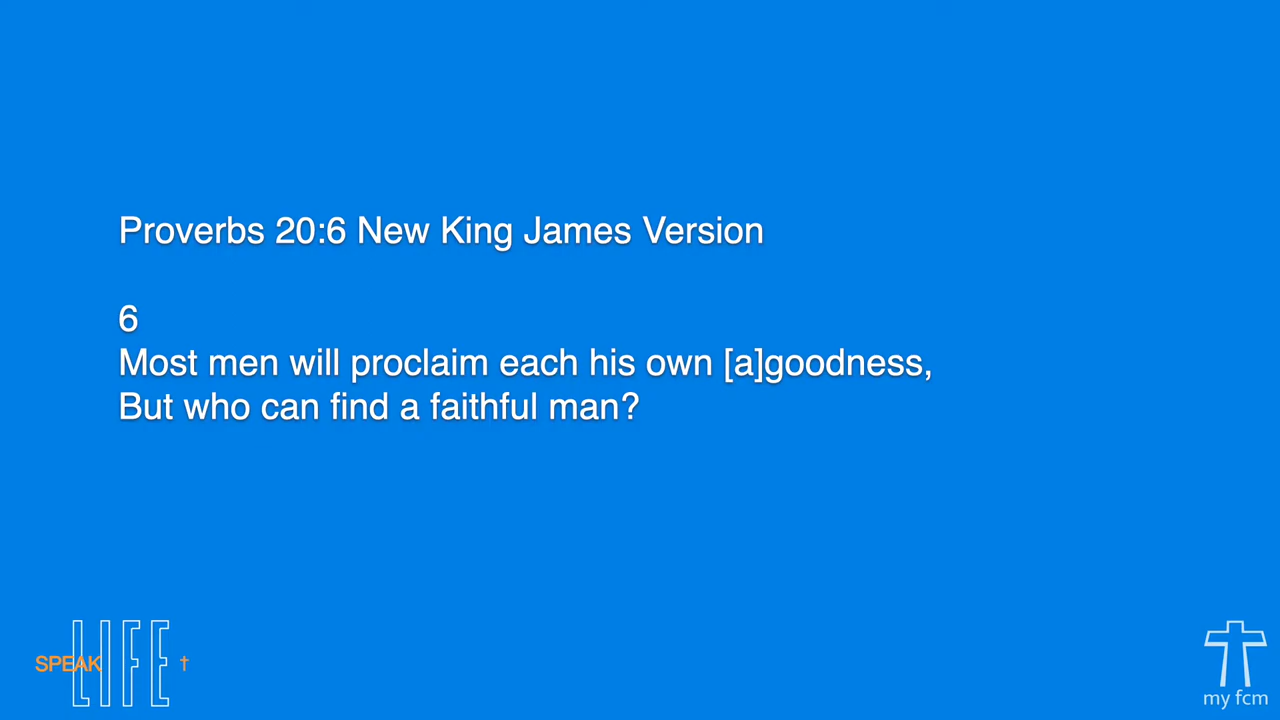 Proverbs 20:6 New King James Version
6
Most men will proclaim each his own [a]goodness,
But who can find a faithful man?
SPEAK LIFE †
my fcm